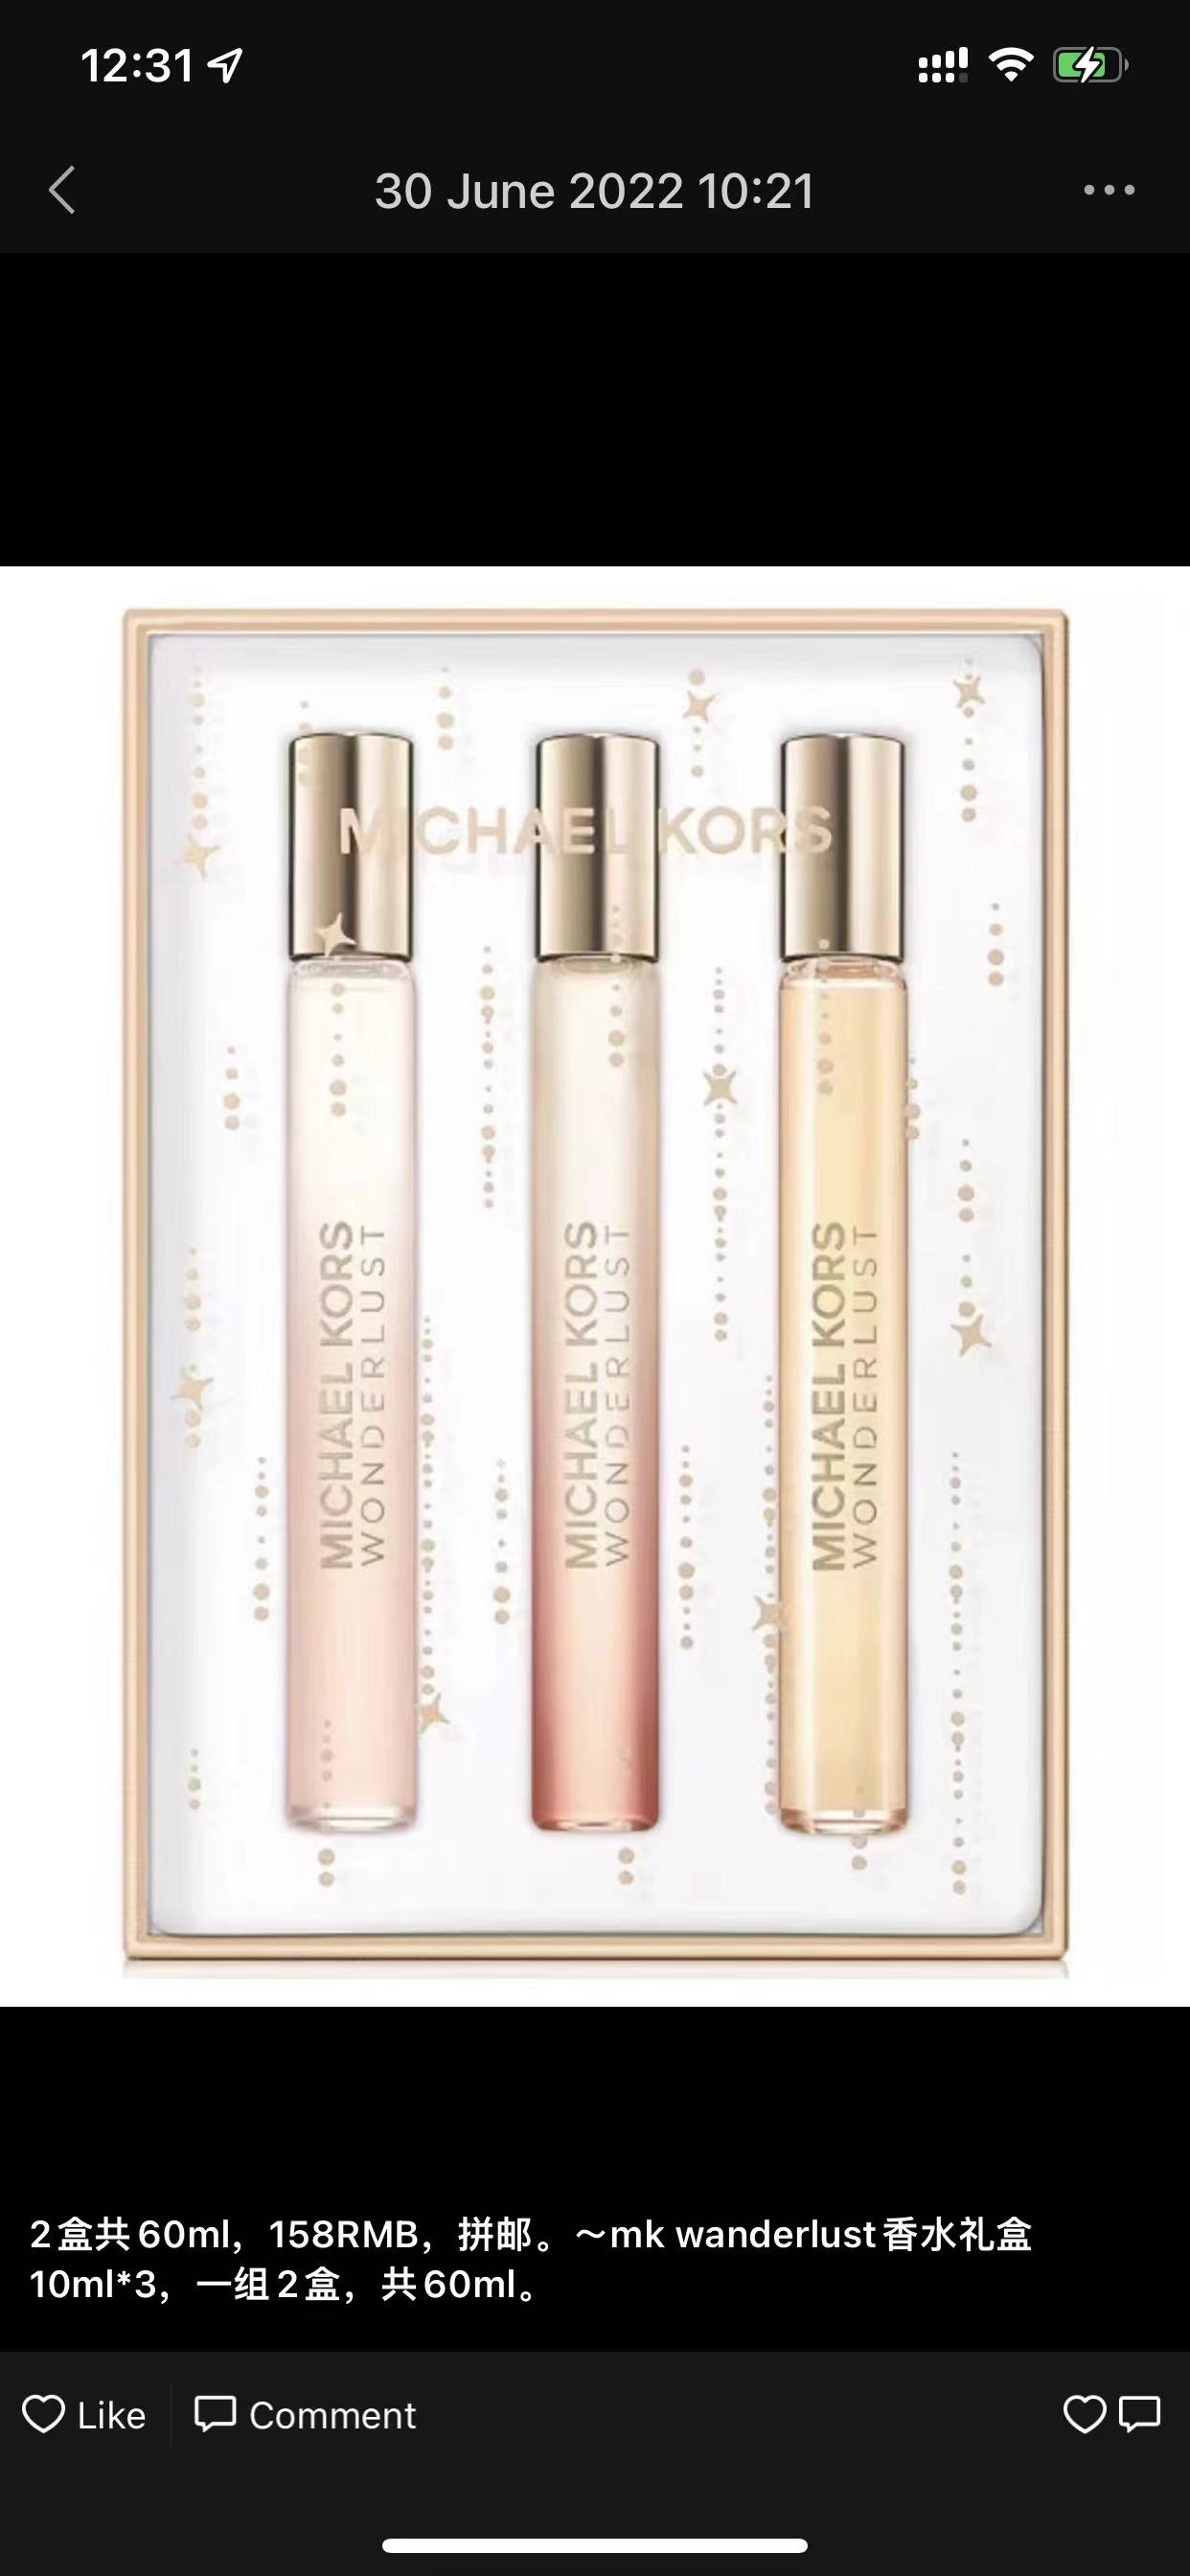 12:31
30 June 2022 10:21
MICHAEL KORS
MICHAEL KORS
WONDERLUST
MICHAEL KORS
WONDERLUST
MICHAEL KORS
WONDERLUST
2盒共60ml，158RMB，拼邮。～mk wanderlust香水礼盒
10ml*3，一组2盒，共60ml。
Like
Comment